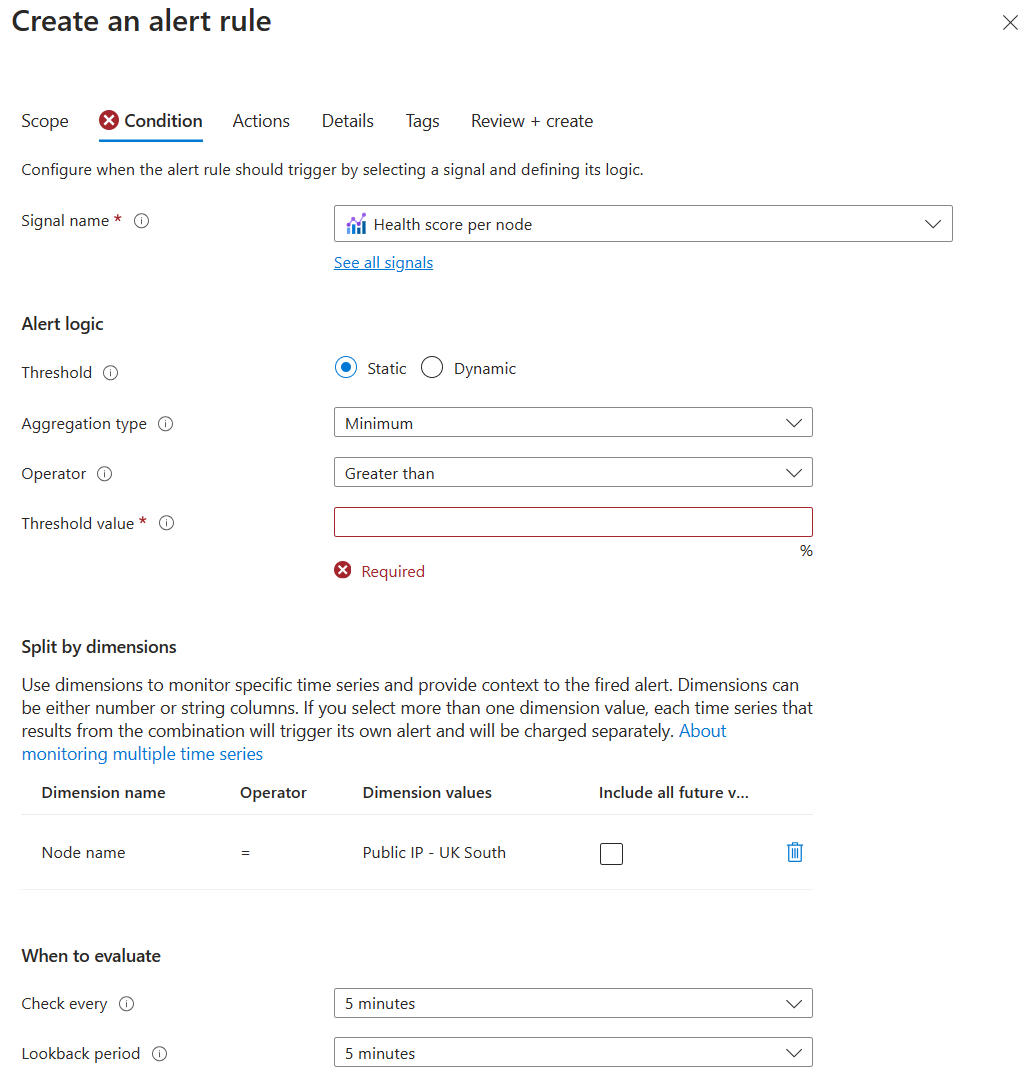 Create an alert rule
Scope
Condition
Actions
Details
Tags
Review + create
Configure when the alert rule should trigger by selecting a signal and defining its logic.
Signal name *
Health score per node
See all signals
Alert logic
Threshold
Static
Dynamic
Aggregation type
Minimum
Operator
Greater than
Threshold value *
%
Required
Split by dimensions
Use dimensions to monitor specific time series and provide context to the fired alert. Dimensions can
be either number or string columns. If you select more than one dimension value, each time series that
results from the combination will trigger its own alert and will be charged separately. About
monitoring multiple time series
Dimension name
Operator
Dimension values
Include all future v...
Node name
=
Public IP - UK South
When to evaluate
Check every
5 minutes
Lookback period
5 minutes